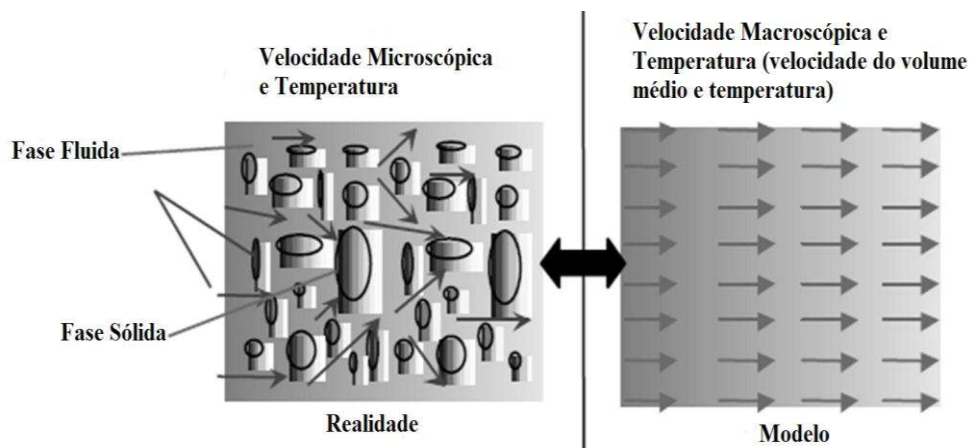 Velocidade Microscópica
e Temperatura
Fase Fluida
Fase Sólida
Realidade
Velocidade Macroscópica e
Temperatura (velocidade do volume
médio e temperatura)
Modelo